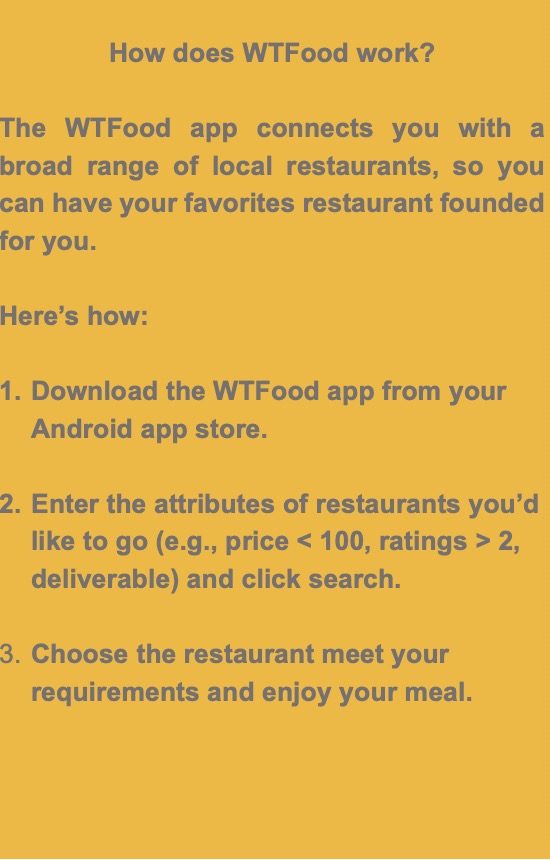 How does WTFood work?
The WTFood app connects you with a
broad range of local restaurants, so you
can have your favorites restaurant founded
for you.
Here’s how:
1. Download the WTFood app from your
Android app store.
2. Enter the attributes of restaurants you’d
like to go (e.g., price < 100, ratings > 2,
deliverable) and click search.
3. Choose the restaurant meet your
requirements and enjoy your meal.